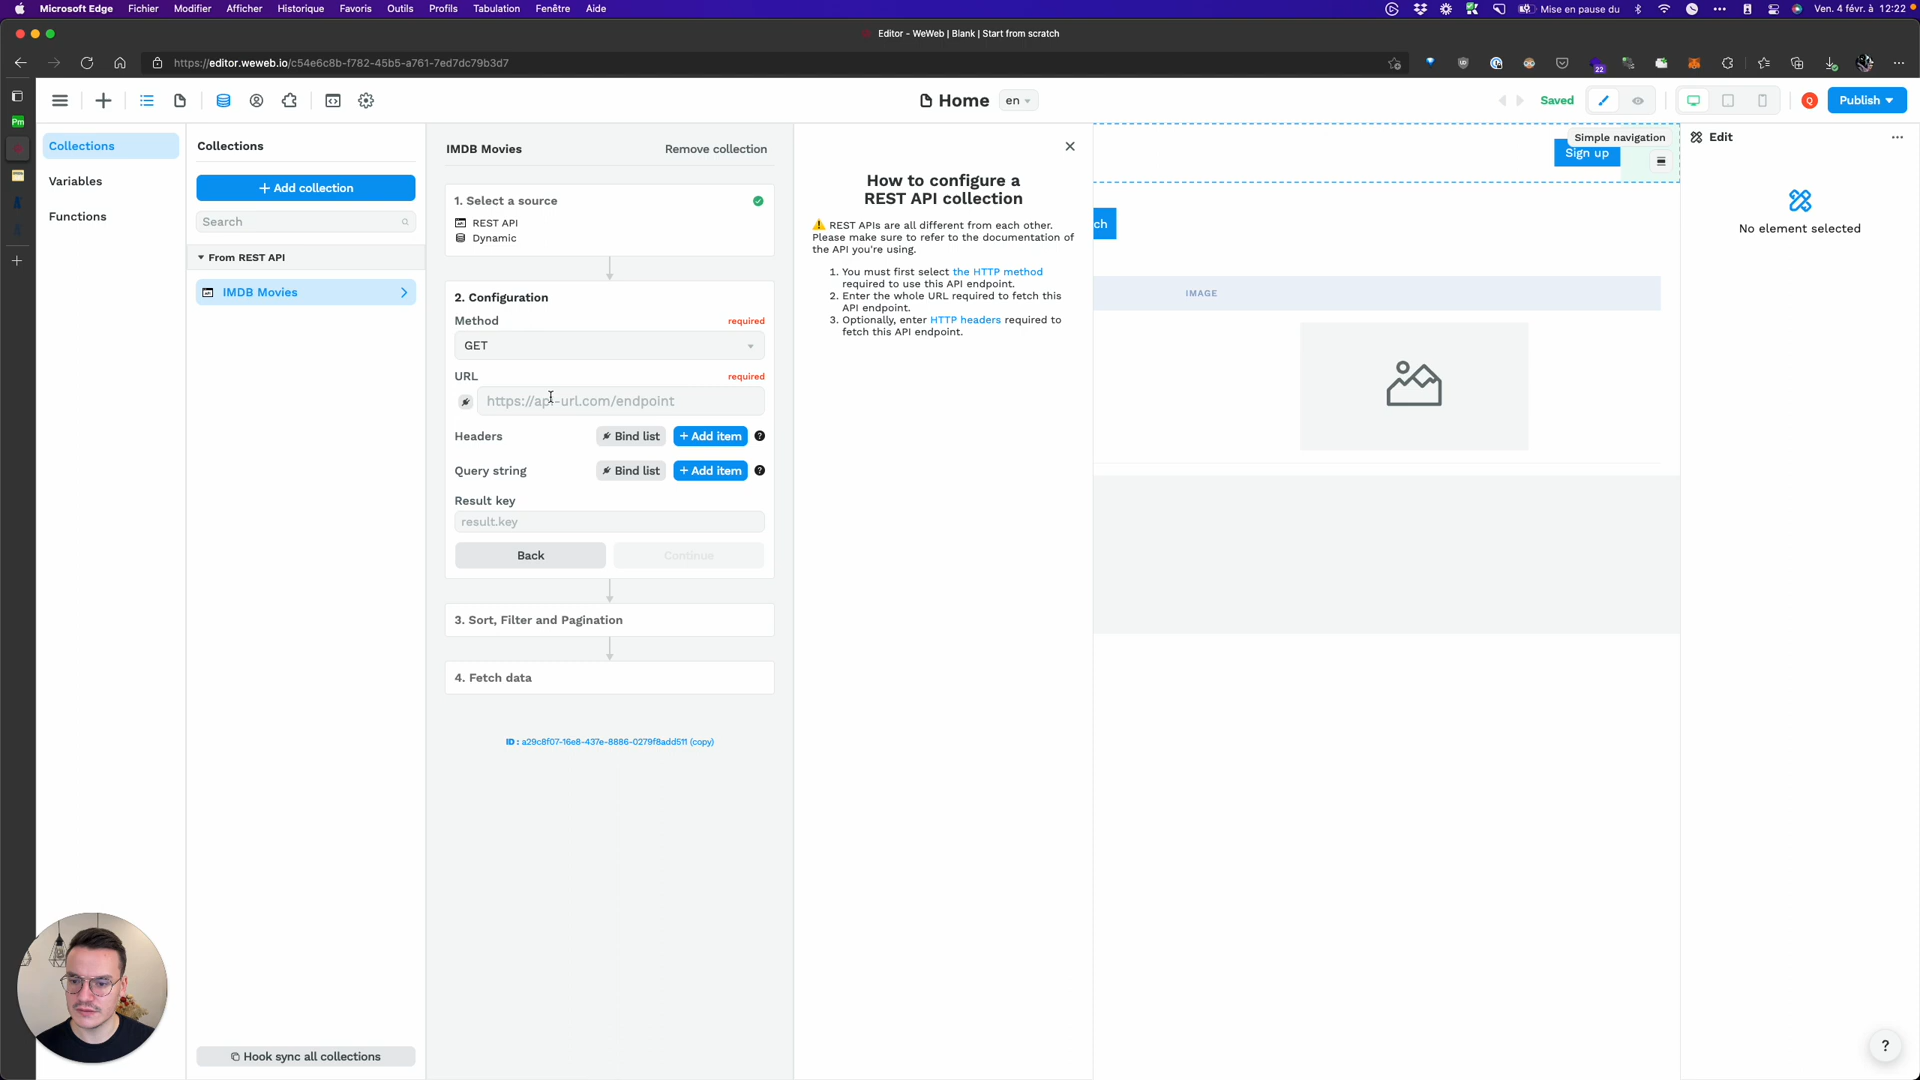 Microsoft Edge Fichier Modifier Afficher Historique Favoris Outils Profils Tabulation Fenêtre Aide
Mise en pause du
Ven. 4 févr. à 12:22
Editor - WeWeb | Blank | Start from scratch
https://editor.weweb.io/c54e6c8b-f782-45b5-a761-7ed7dc79b3d7
22
Home
en
Saved
Q
Publish
Pm
Collections
Variables
Functions
Collections
+ Add collection
Search
From REST API
IMDB Movies
Hook sync all collections
IMDB Movies
Remove collection
1. Select a source
REST API
Dynamic
2. Configuration
Method
required
GET
URL
required
https://api-url.com/endpoint
Headers
Bind list
+ Add item
?
Query string
Bind list
+ Add item
?
Result key
result.key
Back
Continue
3. Sort, Filter and Pagination
4. Fetch data
ID : a29c8f07-16e8-437e-8886-0279f8add511 (copy)
How to configure a
REST API collection
REST APIs are all different from each other.
Please make sure to refer to the documentation of
the API you're using.
1. You must first select the HTTP method
required to use this API endpoint.
2. Enter the whole URL required to fetch this
API endpoint.
3. Optionally, enter HTTP headers required to
fetch this API endpoint.
Simple navigation
Sign up
ch
IMAGE
Edit
No element selected
?